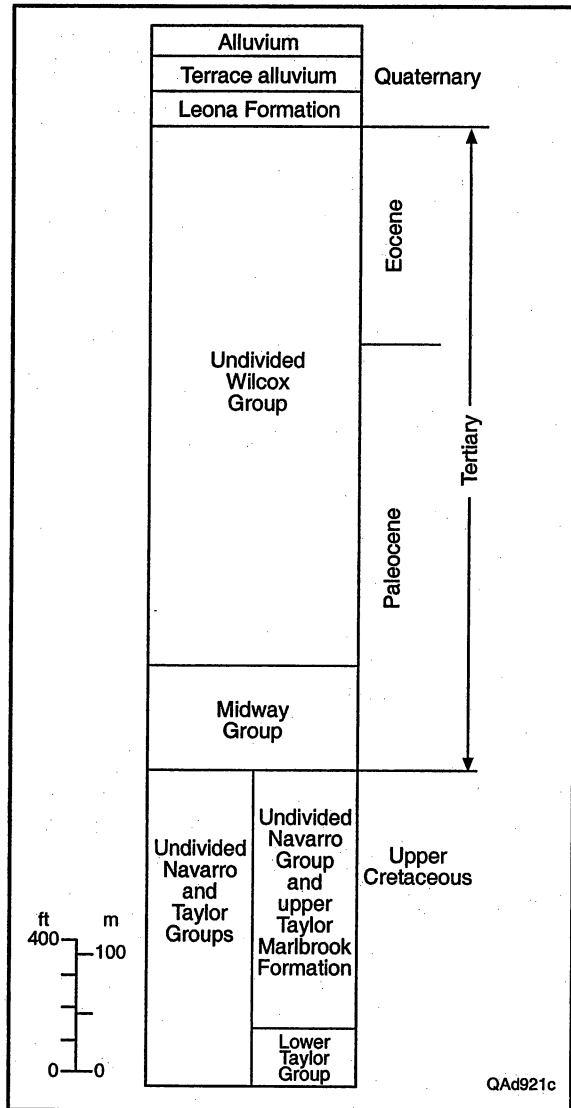 Alluvium
Terrace alluvium
Quaternary
Leona Formation
Eocene
Undivided
Wilcox
Group
Tertiary
Paleocene
Midway
Group
Undivided
Navarro
and
Taylor
Groups
Undivided
Navarro
Group
and
upper
Taylor
Marlbrook
Formation
Upper
Cretaceous
ft m
400 100
0 0
Lower
Taylor
Group
QAd921c